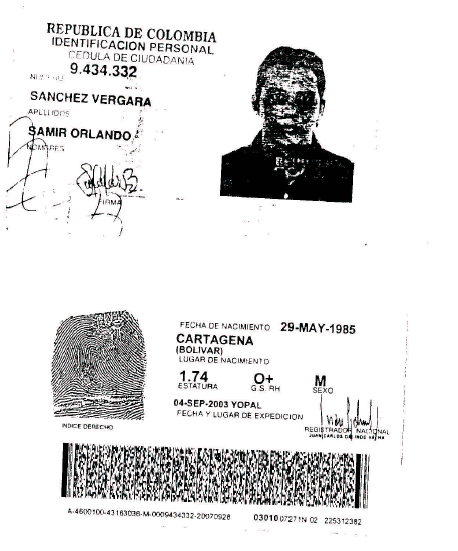 REPUBLICA DE COLOMBIA
IDENTIFICACION PERSONAL
CEDULA DE CIUDADANIA
9.434.332
NUMERO
SANCHEZ VERGARA
APELLIDOS
SAMIR ORLANDO
NOMBRES
FIRMA
FECHA DE NACIMIENTO 29-MAY-1985
CARTAGENA
(BOLIVAR)
LUGAR DE NACIMIENTO
1.74 O+ M
ESTATURA G.S. RH SEXO
04-SEP-2003 YOPAL
FECHA Y LUGAR DE EXPEDICION
INDICE DERECHO
REGISTRADOR NACIONAL
A-4600100-43163036-M-0009434332-20070928 0301007271N 02 225312382